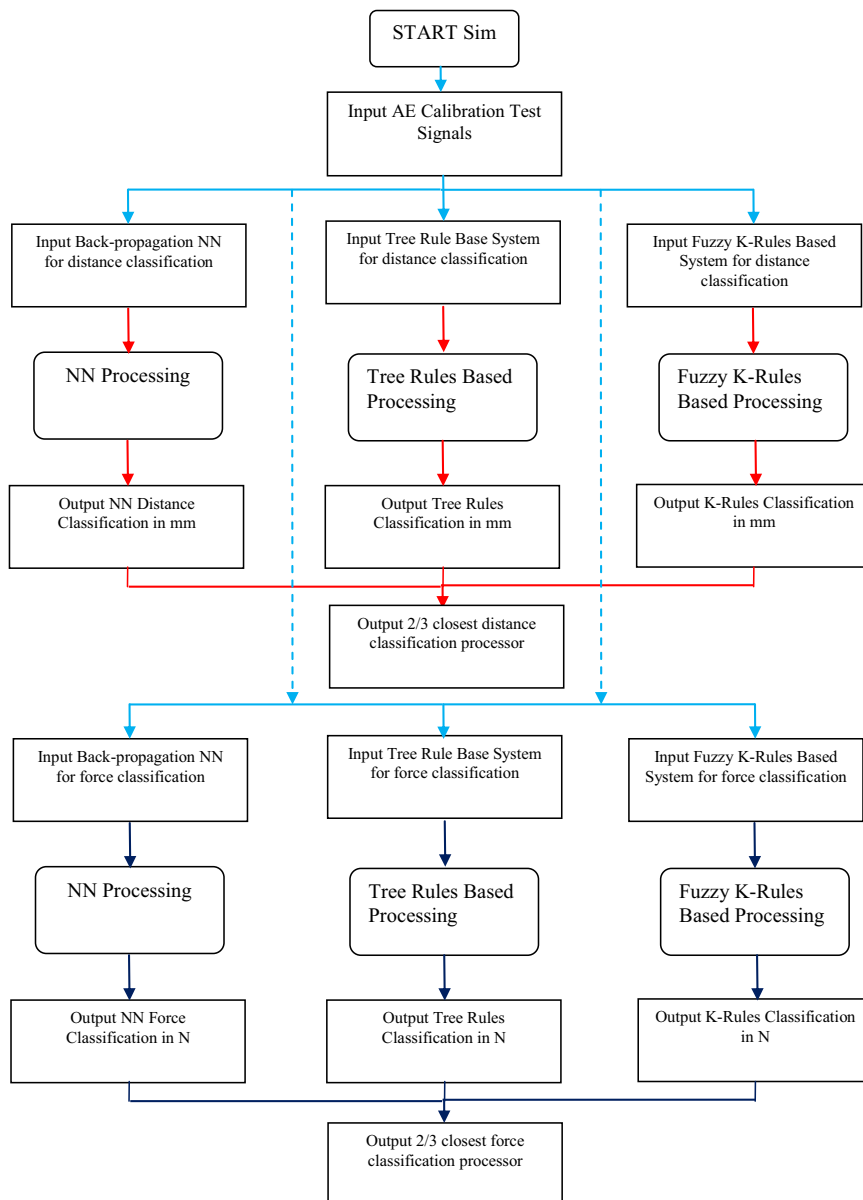 START Sim
Input AE Calibration Test
Signals
Input Back-propagation NN
for distance classification
Input Tree Rule Base System
for distance classification
Input Fuzzy K-Rules Based
System for distance
classification
NN Processing
Tree Rules Based
Processing
Fuzzy K-Rules
Based Processing
Output NN Distance
Classification in mm
Output Tree Rules
Classification in mm
Output K-Rules Classification
in mm
Output 2/3 closest distance
classification processor
Input Back-propagation NN
for force classification
Input Tree Rule Base System
for force classification
Input Fuzzy K-Rules Based
System for force classification
NN Processing
Tree Rules Based
Processing
Fuzzy K-Rules
Based Processing
Output NN Force
Classification in N
Output Tree Rules
Classification in N
Output K-Rules Classification
in N
Output 2/3 closest force
classification processor